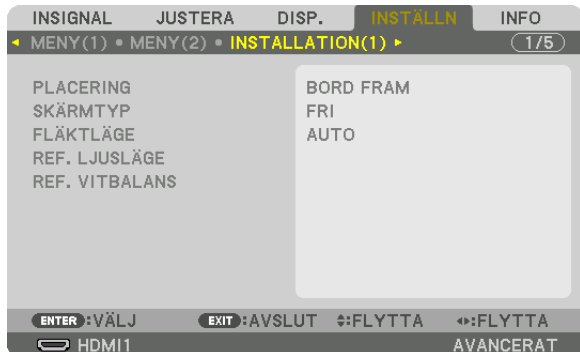 INSIGNAL JUSTERA DISP. INSTÄLLN INFO
◂ MENY(1) • MENY(2) • INSTALLATION(1) ▸ 1/5
PLACERING BORD FRAM
SKÄRMTYP FRI
FLÄKTLÄGE AUTO
REF. LJUSLÄGE
REF. VITBALANS
ENTER :VÄLJ EXIT :AVSLUT :FLYTTA :FLYTTA
HDMI1 AVANCERAT